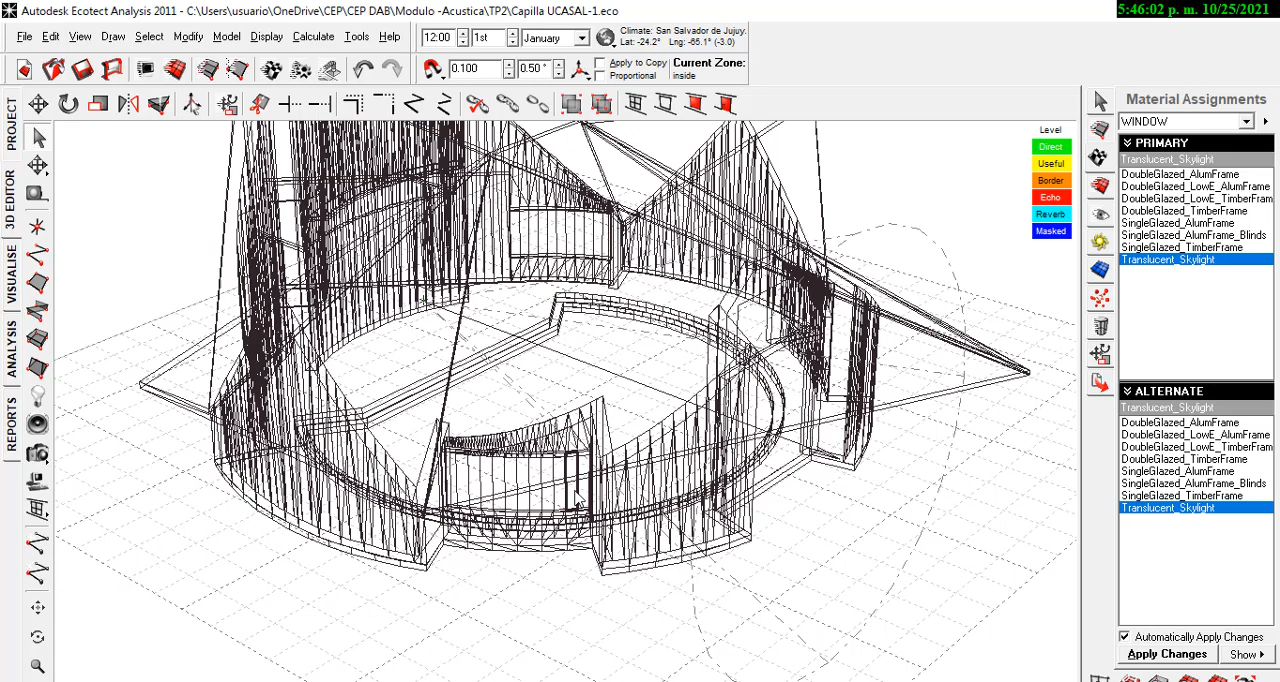 Autodesk Ecotect Analysis 2011 - C:\Users\usuario\OneDrive\CEP\CEP DAB\Modulo -Acustica\TP2\Capilla UCASAL-1.eco
5:46:02 p. m. 10/25/2021
File Edit View Draw Select Modify Model Display Calculate Tools Help
12:00 1st January
Climate: San Salvador de Jujuy.
Lat: -24.2° Lng: -65.1° (-3.0)
0.100 0.50 °
Apply to Copy
Proportional
Current Zone:
inside
PROJECT
3D EDITOR
VISUALISE
ANALYSIS
REPORTS
Level
Direct
Useful
Border
Echo
Reverb
Masked
Material Assignments
WINDOW
PRIMARY
Translucent_Skylight
DoubleGlazed_AlumFrame
DoubleGlazed_LowE_AlumFrame
DoubleGlazed_LowE_TimberFrame
DoubleGlazed_TimberFrame
SingleGlazed_AlumFrame
SingleGlazed_AlumFrame_Blinds
SingleGlazed_TimberFrame
Translucent_Skylight
ALTERNATE
Translucent_Skylight
DoubleGlazed_AlumFrame
DoubleGlazed_LowE_AlumFrame
DoubleGlazed_LowE_TimberFrame
DoubleGlazed_TimberFrame
SingleGlazed_AlumFrame
SingleGlazed_AlumFrame_Blinds
SingleGlazed_TimberFrame
Translucent_Skylight
Automatically Apply Changes
Apply Changes Show